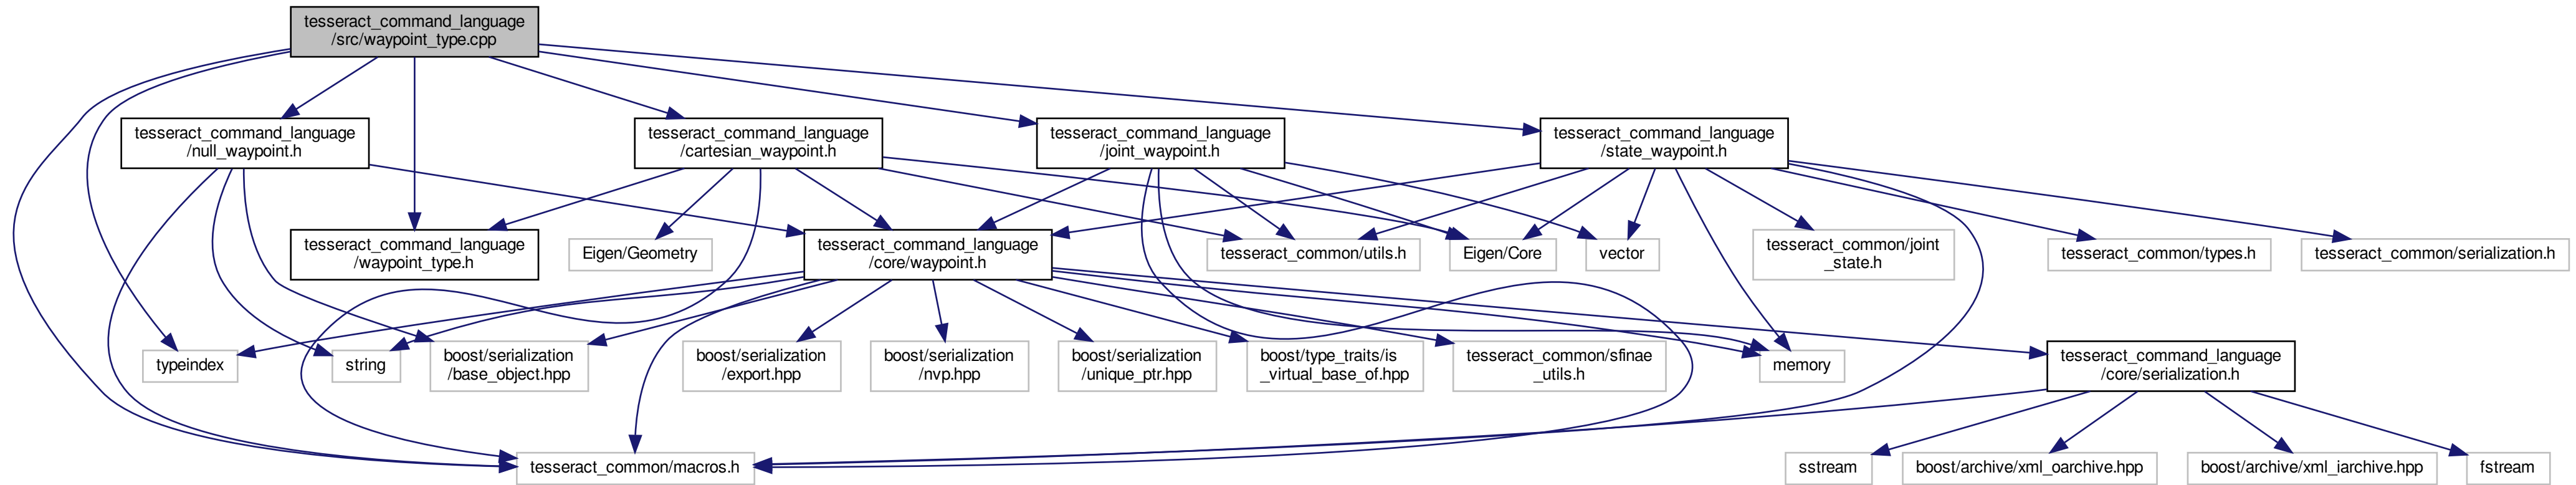 tesseract_command_language
/src/waypoint_type.cpp
tesseract_command_language
/null_waypoint.h
tesseract_command_language
/cartesian_waypoint.h
tesseract_command_language
/joint_waypoint.h
tesseract_command_language
/state_waypoint.h
tesseract_command_language
/waypoint_type.h
Eigen/Geometry
tesseract_command_language
/core/waypoint.h
tesseract_common/utils.h
Eigen/Core
vector
tesseract_common/joint
_state.h
tesseract_common/types.h
tesseract_common/serialization.h
typeindex
string
boost/serialization
/base_object.hpp
boost/serialization
/export.hpp
boost/serialization
/nvp.hpp
boost/serialization
/unique_ptr.hpp
boost/type_traits/is
_virtual_base_of.hpp
tesseract_common/sfinae
_utils.h
memory
tesseract_command_language
/core/serialization.h
tesseract_common/macros.h
sstream
boost/archive/xml_oarchive.hpp
boost/archive/xml_iarchive.hpp
fstream